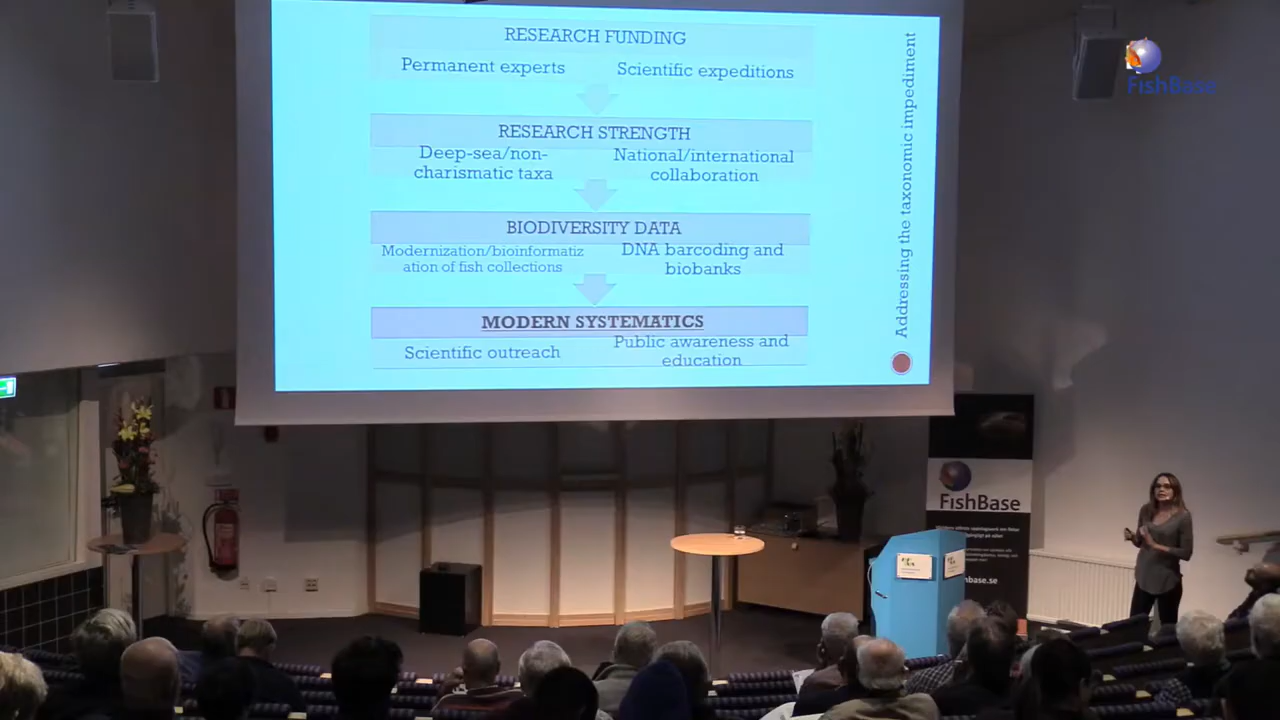 RESEARCH FUNDING
Permanent experts
Scientific expeditions
RESEARCH STRENGTH
Deep-sea/non-
charismatic taxa
National/international
collaboration
BIODIVERSITY DATA
Modernization/bioinformatiz
ation of fish collections
DNA barcoding and
biobanks
MODERN SYSTEMATICS
Scientific outreach
Public awareness and
education
Addressing the taxonomic impediment
FishBase
FishBase